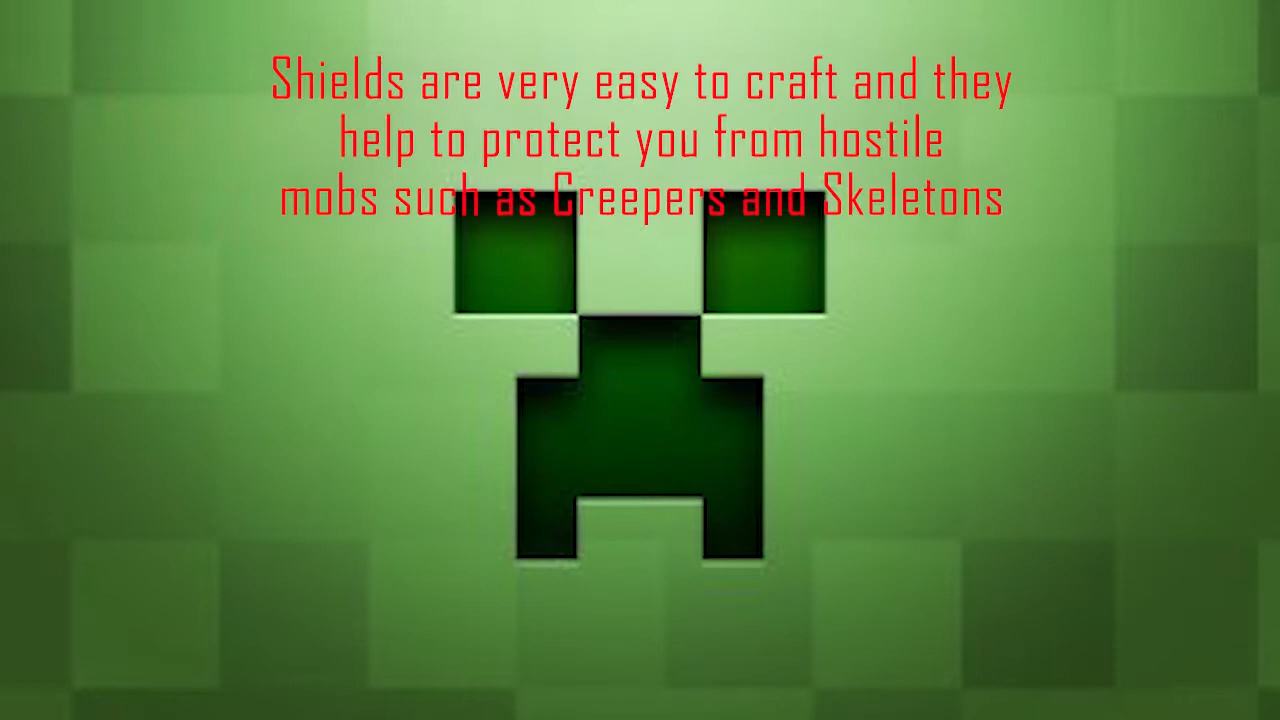 Shields are very easy to craft and they
help to protect you from hostile
mobs such as Creepers and Skeletons